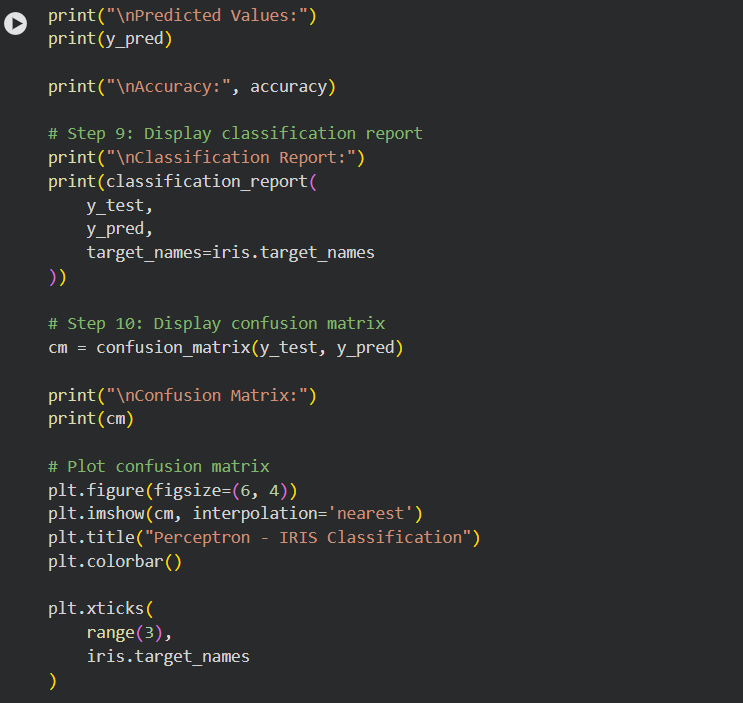 print("\nPredicted Values:")
print(y_pred)

print("\nAccuracy:", accuracy)

# Step 9: Display classification report
print("\nClassification Report:")
print(classification_report(
    y_test,
    y_pred,
    target_names=iris.target_names
))

# Step 10: Display confusion matrix
cm = confusion_matrix(y_test, y_pred)

print("\nConfusion Matrix:")
print(cm)

# Plot confusion matrix
plt.figure(figsize=(6, 4))
plt.imshow(cm, interpolation='nearest')
plt.title("Perceptron - IRIS Classification")
plt.colorbar()

plt.xticks(
    range(3),
    iris.target_names
)